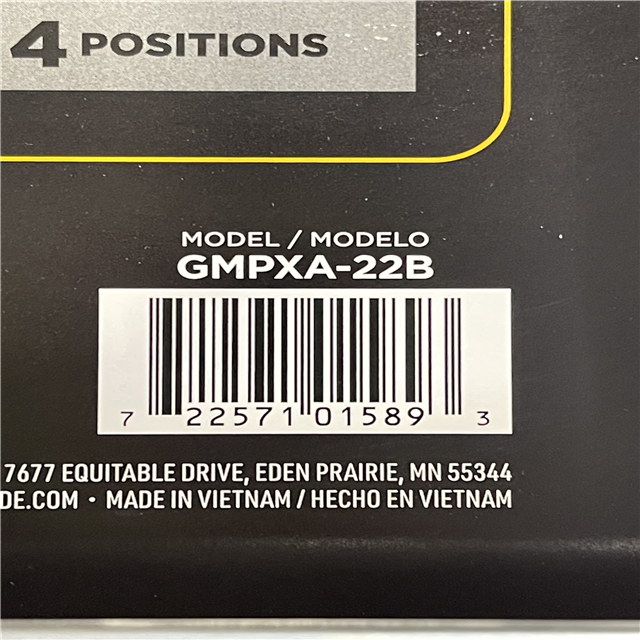 4 POSITIONS
MODEL / MODELO
GMPXA-22B
7 22571 01589 3
7677 EQUITABLE DRIVE, EDEN PRAIRIE, MN 55344
DE.COM • MADE IN VIETNAM / HECHO EN VIETNAM